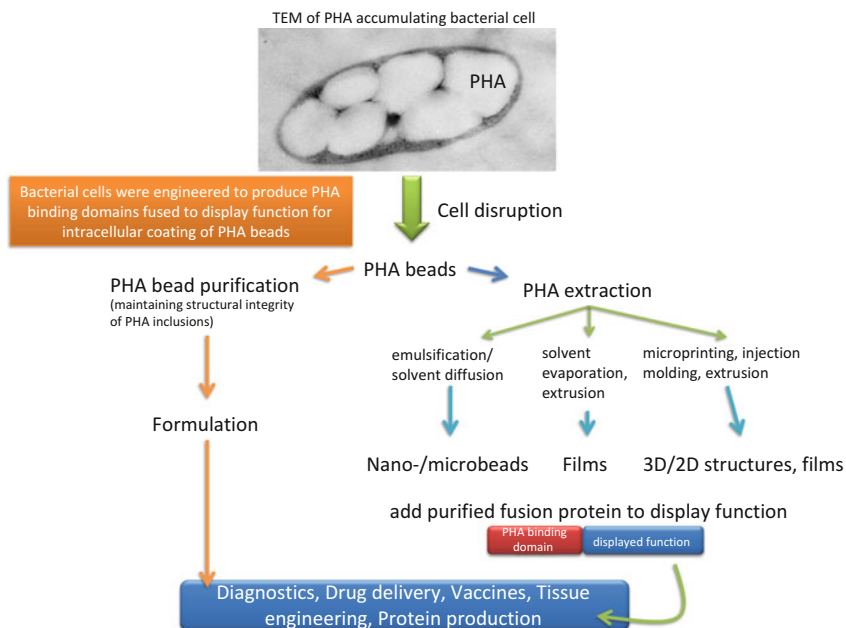 TEM of PHA accumulating bacterial cell
PHA
Bacterial cells were engineered to produce PHA
binding domains fused to display function for
intracellular coating of PHA beads
Cell disruption
PHA beads
PHA bead purification
(maintaining structural integrity
of PHA inclusions)
PHA extraction
emulsification/
solvent diffusion
solvent
evaporation,
extrusion
microprinting, injection
molding, extrusion
Formulation
Nano-/microbeads
Films
3D/2D structures, films
add purified fusion protein to display function
PHA binding
domain
displayed function
Diagnostics, Drug delivery, Vaccines, Tissue
engineering, Protein production